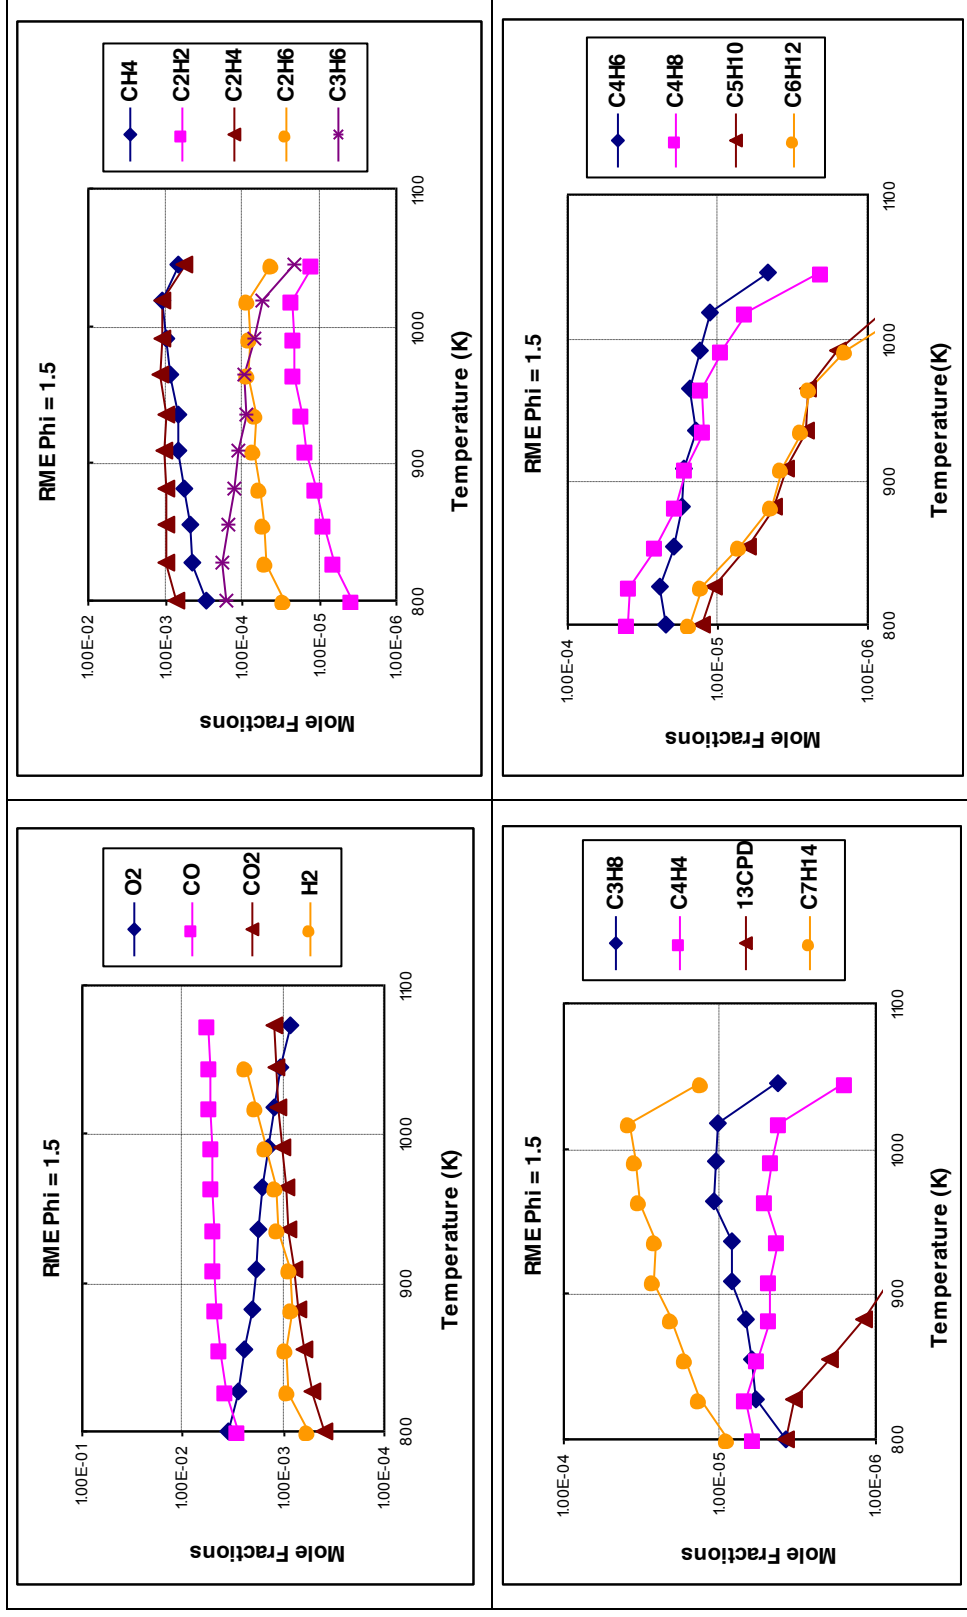 RME Phi = 1.5
1.00E-01
1.00E-02
1.00E-03
1.00E-04
Mole Fractions
800
900
1000
1100
Temperature (K)
O2
CO
CO2
H2
RME Phi = 1.5
1.00E-02
1.00E-03
1.00E-04
1.00E-05
1.00E-06
Mole Fractions
800
900
1000
1100
Temperature (K)
CH4
C2H2
C2H4
C2H6
C3H6
RME Phi = 1.5
1.00E-04
1.00E-05
1.00E-06
Mole Fractions
800
900
1000
1100
Temperature (K)
C3H8
C4H4
13CPD
C7H14
RME Phi = 1.5
1.00E-04
1.00E-05
1.00E-06
Mole Fractions
800
900
1000
1100
Temperature(K)
C4H6
C4H8
C5H10
C6H12